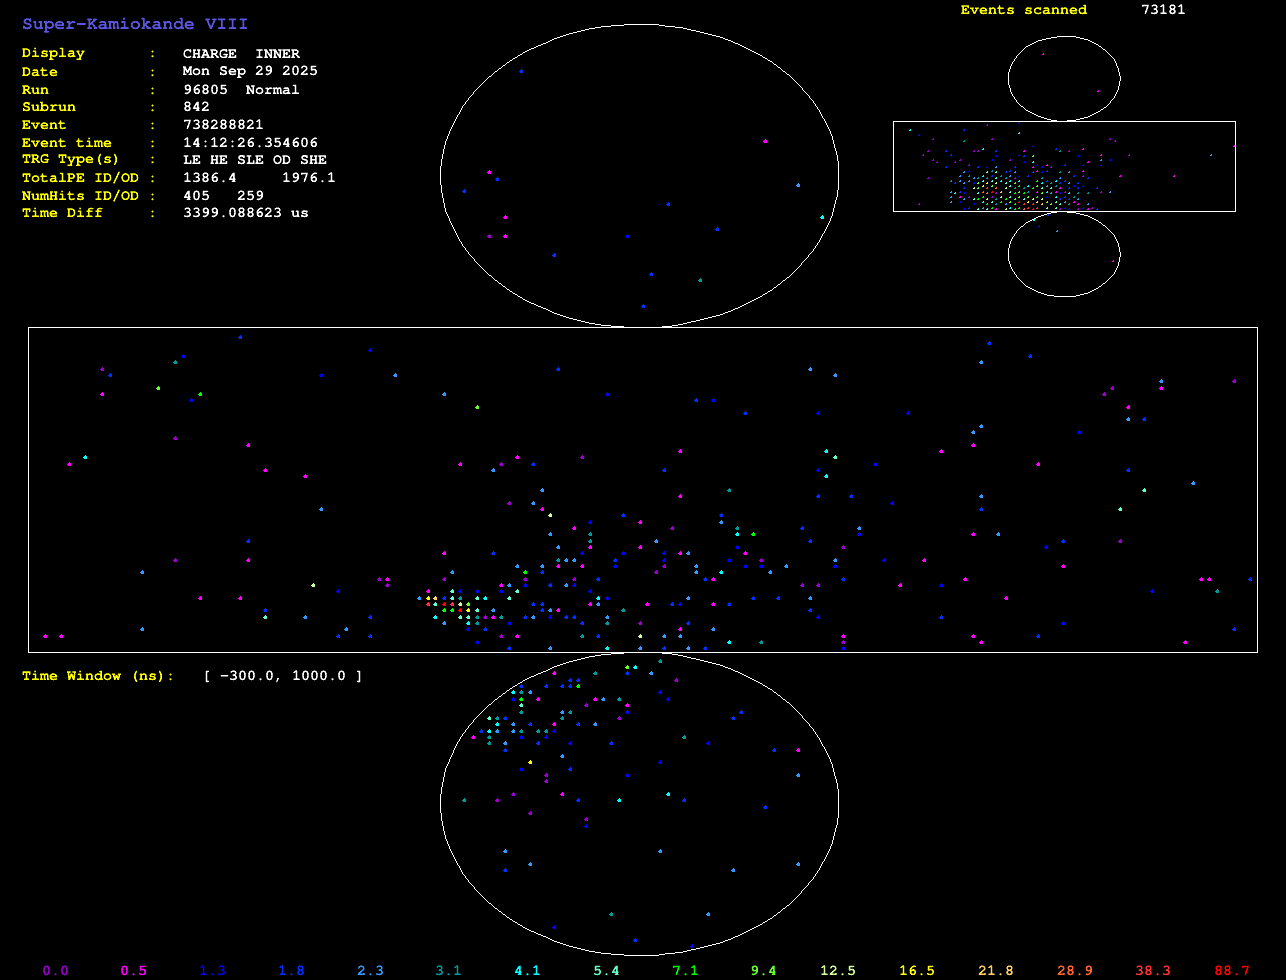 Super-Kamiokande VIII
Display : CHARGE INNER
Date : Mon Sep 29 2025
Run : 96805 Normal
Subrun : 842
Event : 738288821
Event time : 14:12:26.354606
TRG Type(s) : LE HE SLE OD SHE
TotalPE ID/OD : 1386.4 1976.1
NumHits ID/OD : 405 259
Time Diff : 3399.088623 us
Events scanned 73181
Time Window (ns): [ -300.0, 1000.0 ]
0.0 0.5 1.3 1.8 2.3 3.1 4.1 5.4 7.1 9.4 12.5 16.5 21.8 28.9 38.3 88.7